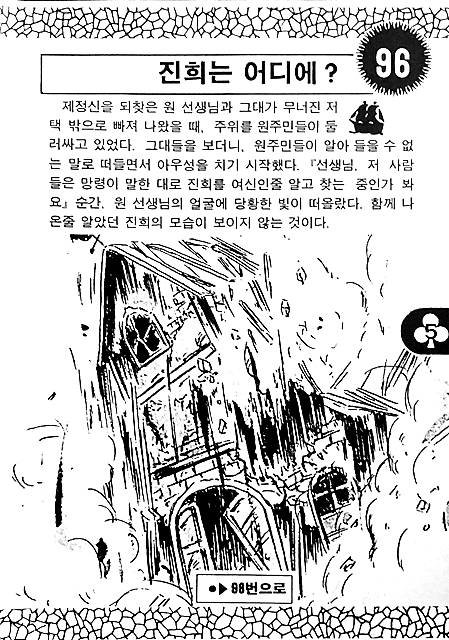 진희는 어디에?
96
제정신을 되찾은 원 선생님과 그대가 무너진 저
택 밖으로 빠져 나왔을 때, 주위를 원주민들이 둘
러싸고 있었다. 그대들을 보더니, 원주민들이 알아 들을 수 없
는 말로 떠들면서 아우성을 치기 시작했다. 『선생님, 저 사람
들은 망령이 말한 대로 진희를 여신인줄 알고 찾는 중인가 봐
요』 순간, 원 선생님의 얼굴에 당황한 빛이 떠올랐다. 함께 나
온줄 알았던 진희의 모습이 보이지 않는 것이다.
5
●▶98번으로